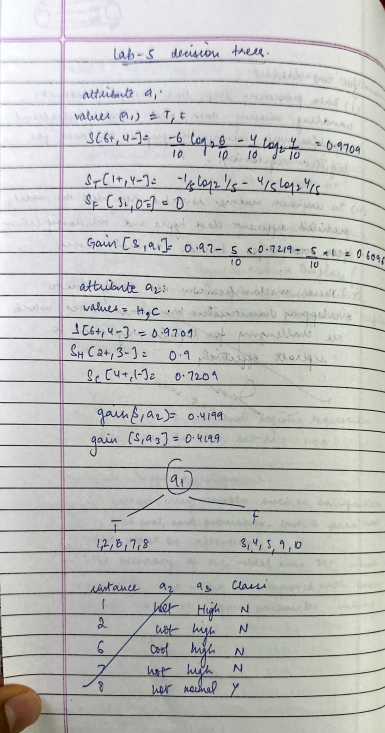 Lab-5 decision trees.
attribute a1:
values (a1) = T, F
S[6+, 4-] = -6/10 log2 6/10 - 4/10 log2 4/10 = 0.9709
ST [1+, 4-] = -1/5 log2 1/5 - 4/5 log2 4/5
SF [5+, 0-] = 0
Gain [S, a1] = 0.97 - 5/10 x 0.7219 - 5/10 x 0 = 0.609
attribute a2:
values = H, C.
S[6+, 4-] = 0.9709
SH [2+, 3-] = 0.9
SC [4+, 1-] = 0.7209
gain(S, a2) = 0.4199
gain [S, a3] = 0.4199
a1
T F
1,2,6,7,8 3,4,5,9,10
instance a2 a3 Classi
1 hot High N
2 hot high N
6 cool high N
7 hot high N
8 hot normal Y